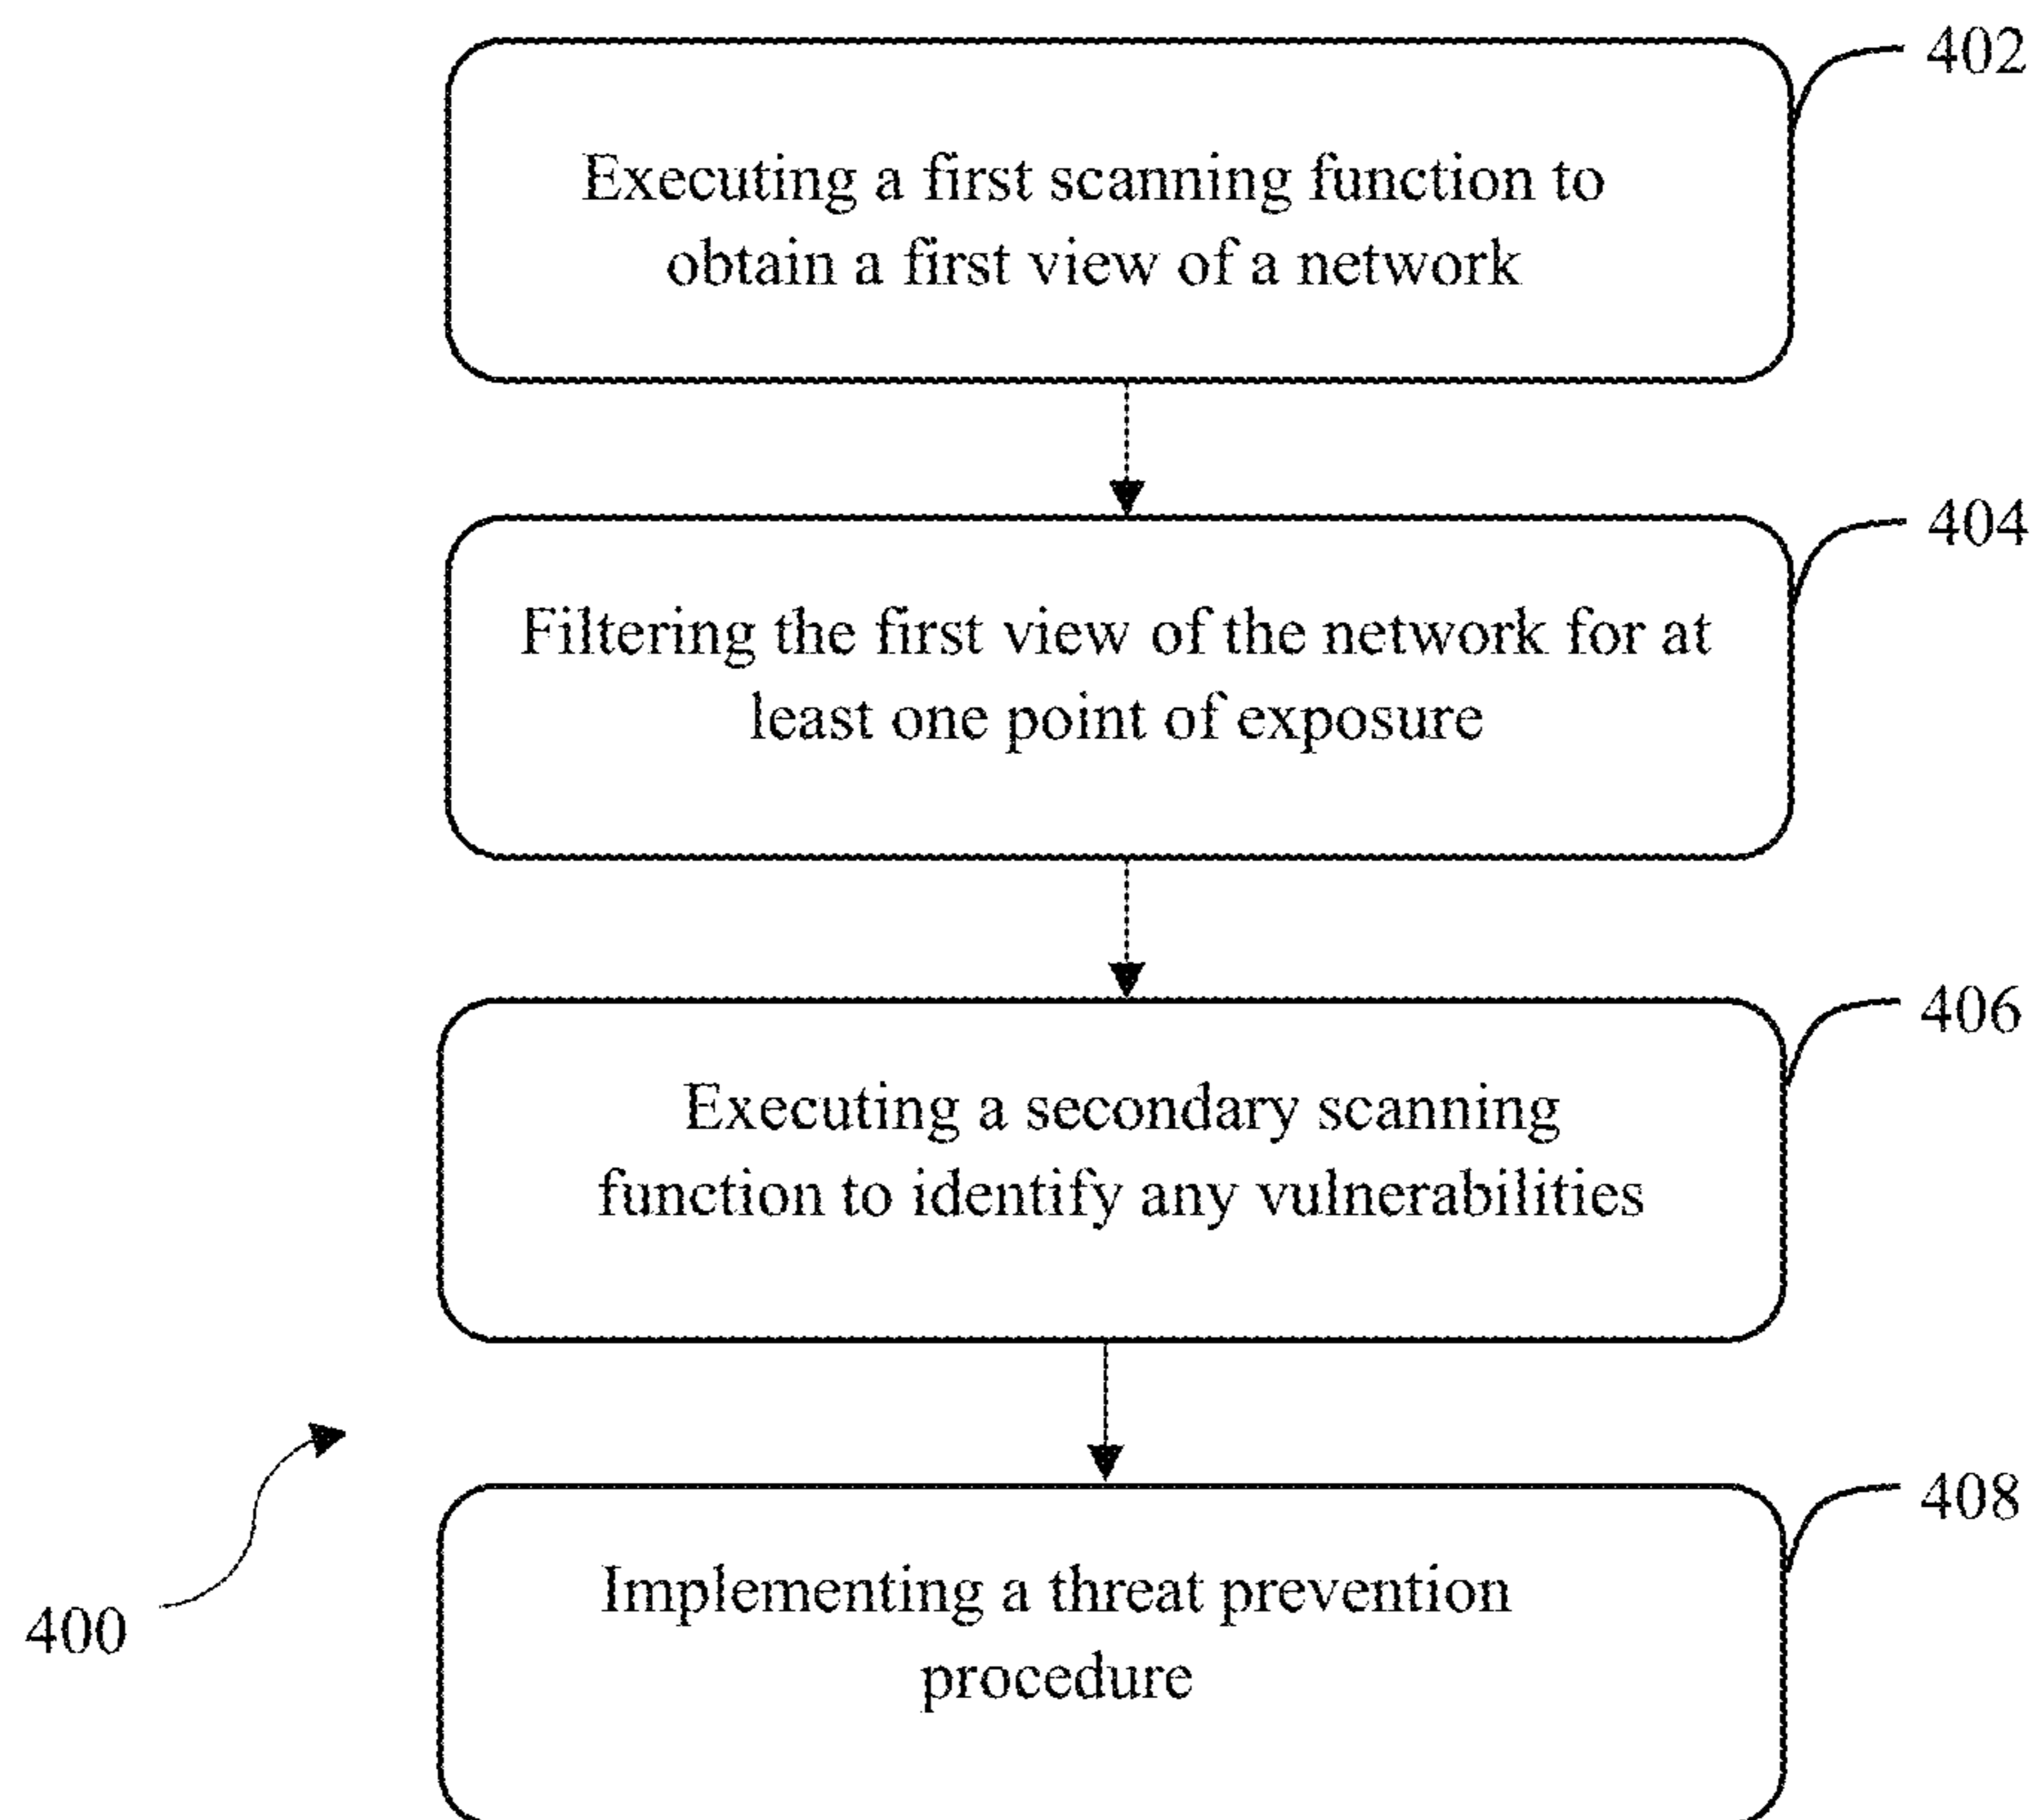 402
Executing a first scanning function to
obtain a first view of a network
404
Filtering the first view of the network for at
least one point of exposure
406
Executing a secondary scanning
function to identify any vulnerabilities
408
Implementing a threat prevention
procedure
400